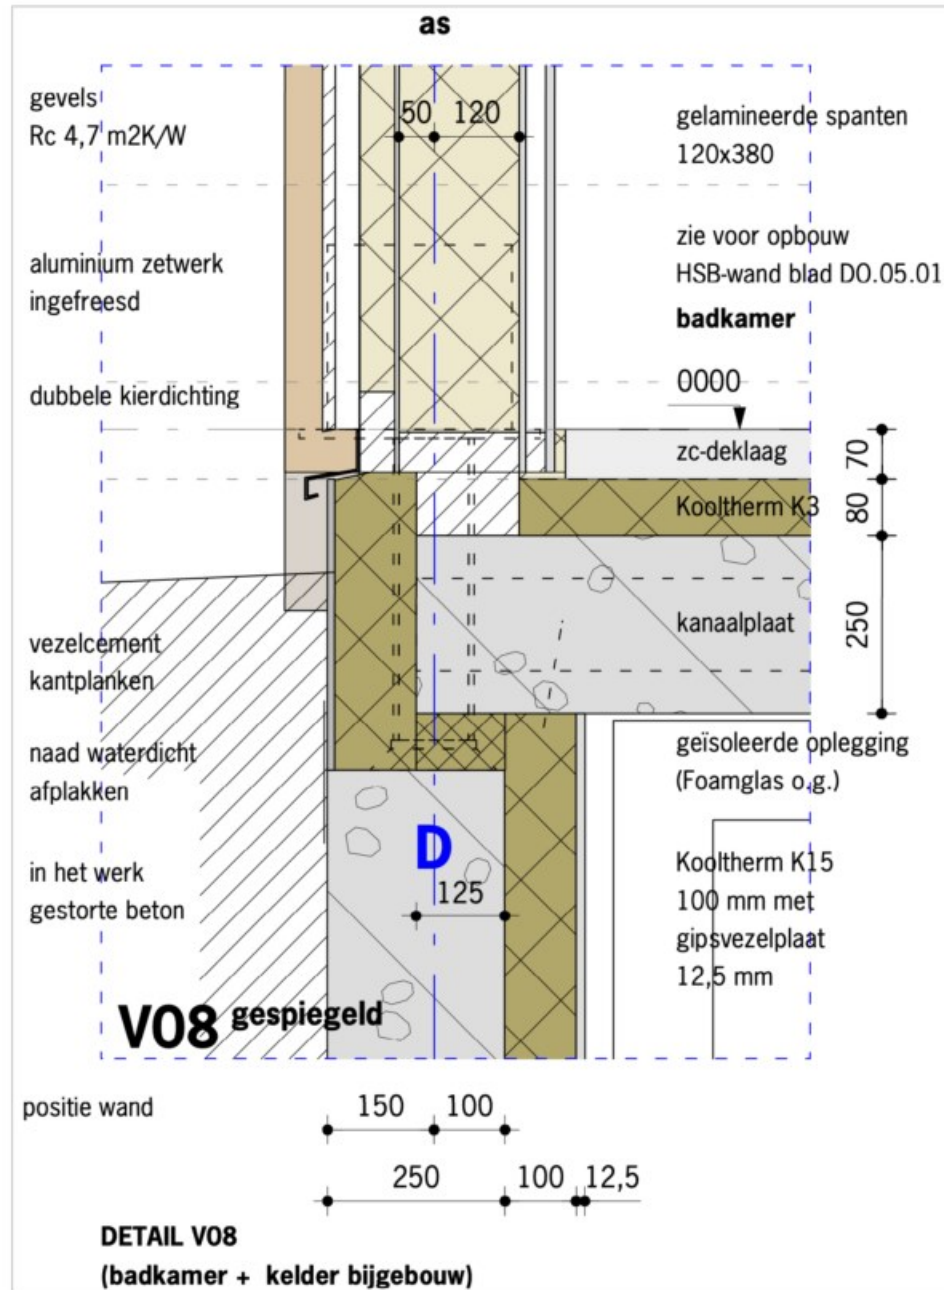 as
gevels
Rc 4,7 m2K/W
50 120
gelamineerde spanten
120x380
aluminium zetwerk
ingefreesd
zie voor opbouw
HSB-wand blad DO.05.01
badkamer
dubbele kierdichting
0000
zc-deklaag
70
Kooltherm K3
80
kanaalplaat
250
vezelcement
kantplanken
naad waterdicht
afplakken
geïsoleerde oplegging
(Foamglas o.g.)
in het werk
gestorte beton
D
125
Kooltherm K15
100 mm met
gipsvezelplaat
12,5 mm
V08 gespiegeld
positie wand
150 100
250 100 12,5
DETAIL V08
(badkamer + kelder bijgebouw)